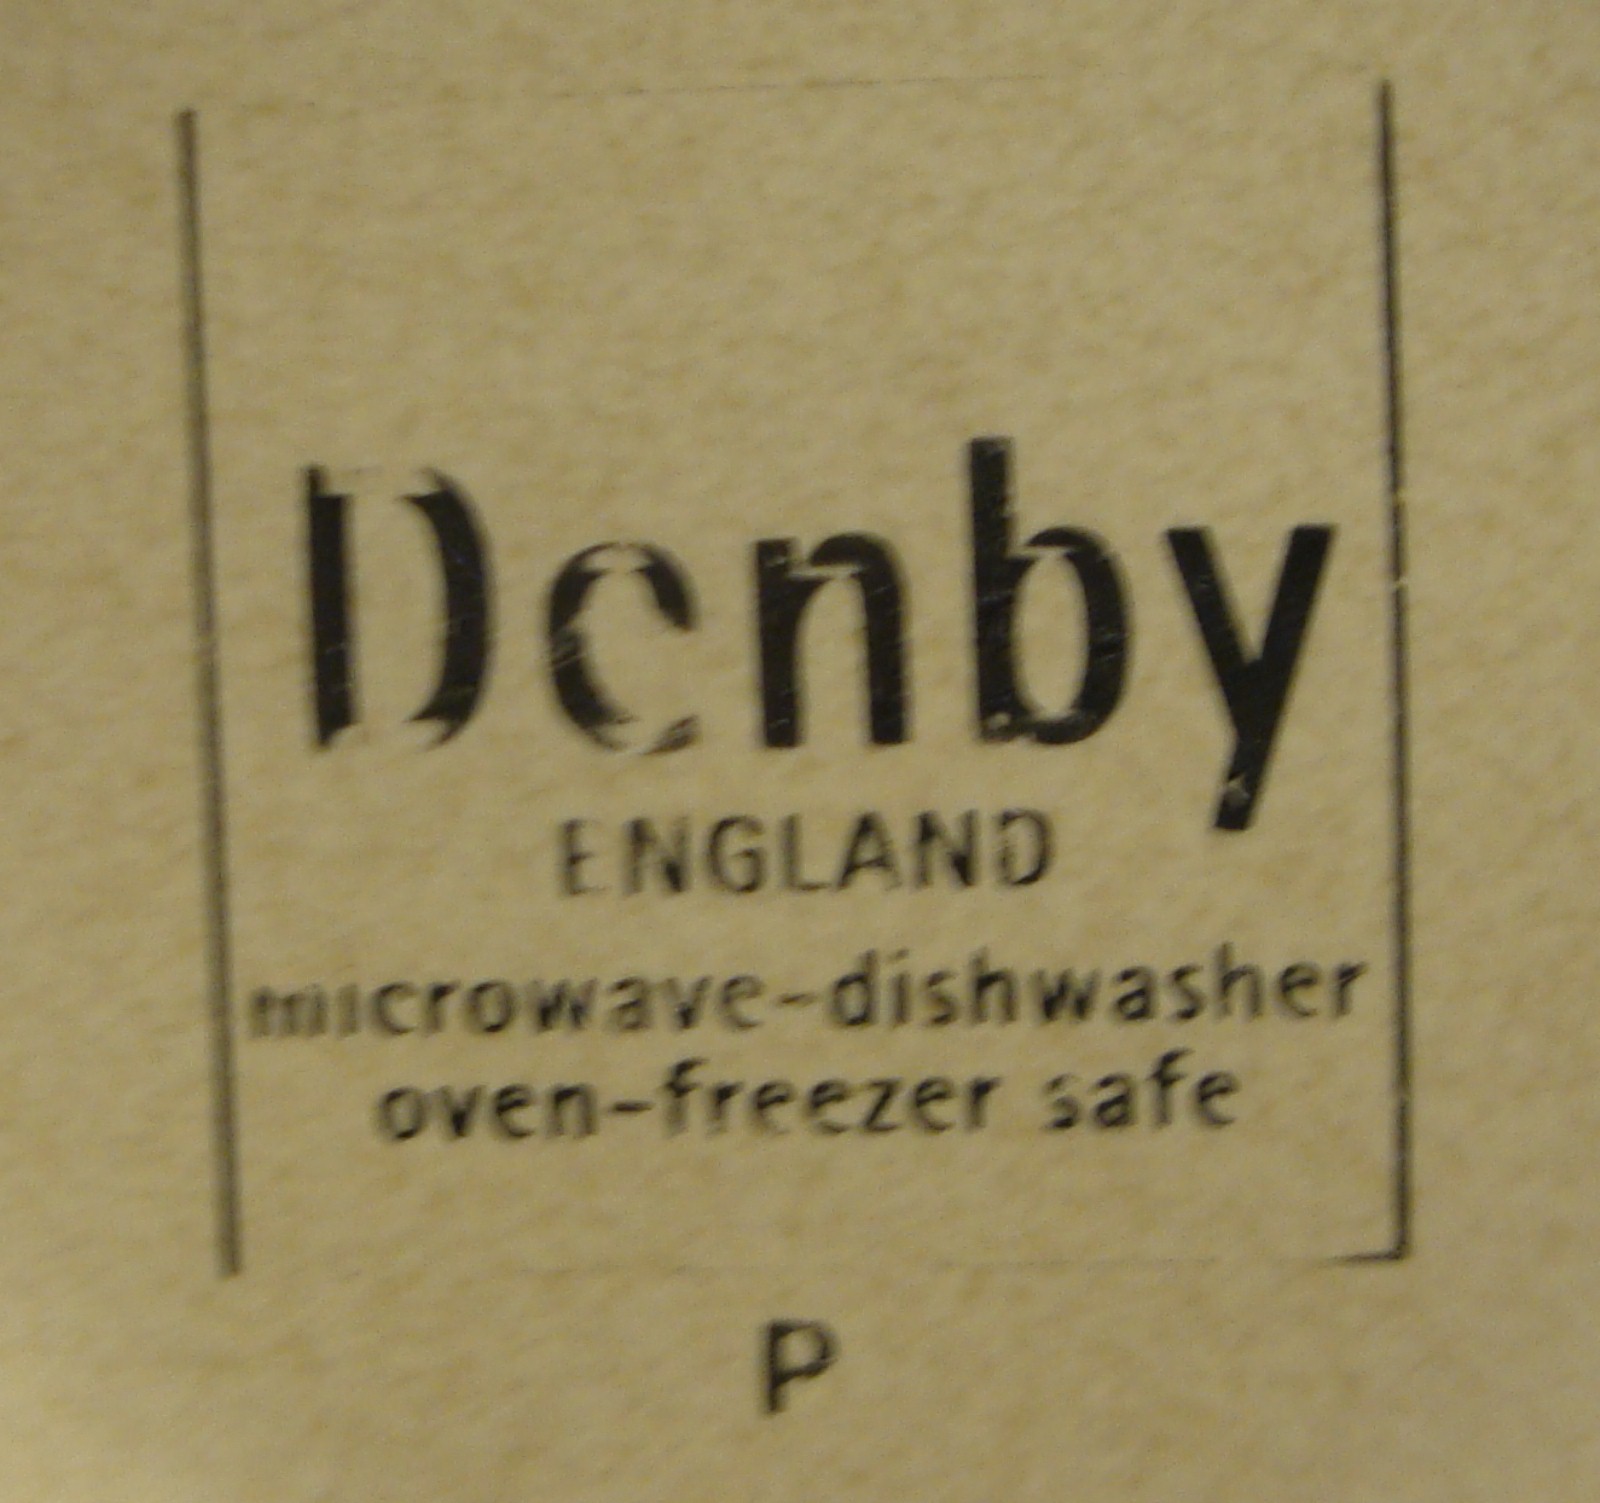 Denby
ENGLAND
microwave-dishwasher
oven-freezer safe
P